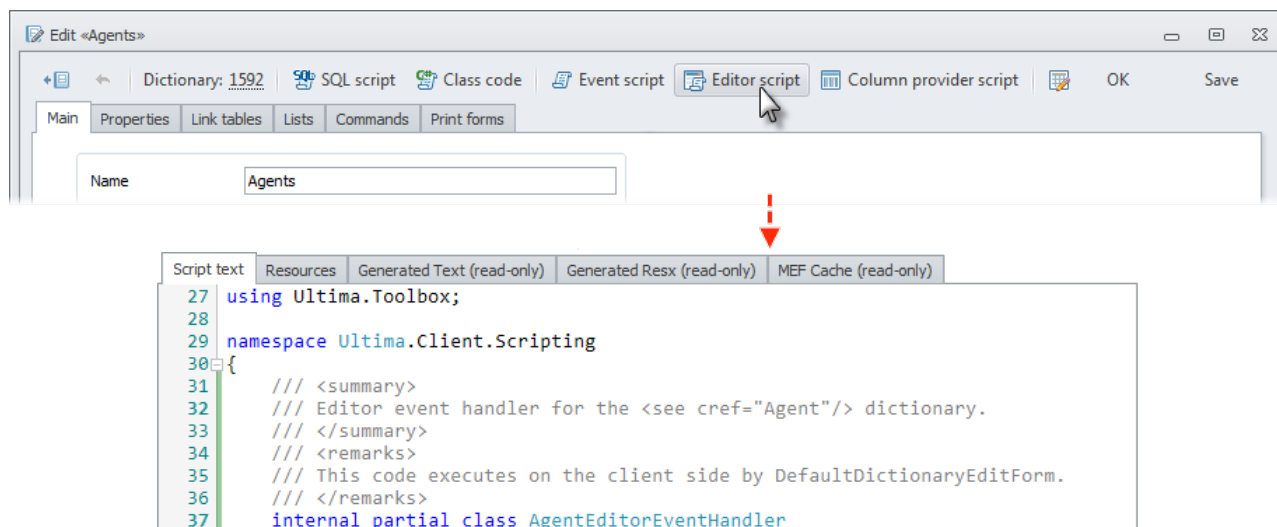 Edit «Agents»
Dictionary: 1592 SQL script Class code Event script Editor script Column provider script OK Save
Main Properties Link tables Lists Commands Print forms
Name Agents
Script text Resources Generated Text (read-only) Generated Resx (read-only) MEF Cache (read-only)
27 using Ultima.Toolbox;
28
29 namespace Ultima.Client.Scripting
30 {
31 /// <summary>
32 /// Editor event handler for the <see cref="Agent"/> dictionary.
33 /// </summary>
34 /// <remarks>
35 /// This code executes on the client side by DefaultDictionaryEditForm.
36 /// </remarks>
37 internal partial class AgentEditorEventHandler